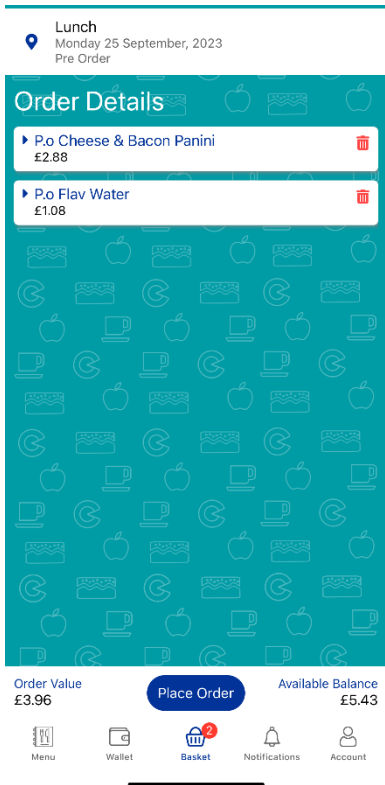 Lunch
Monday 25 September, 2023
Pre Order
Order Details
P.o Cheese & Bacon Panini
£2.88
P.o Flav Water
£1.08
Order Value
£3.96
Place Order
Available Balance
£5.43
2
Menu
Wallet
Basket
Notifications
Account